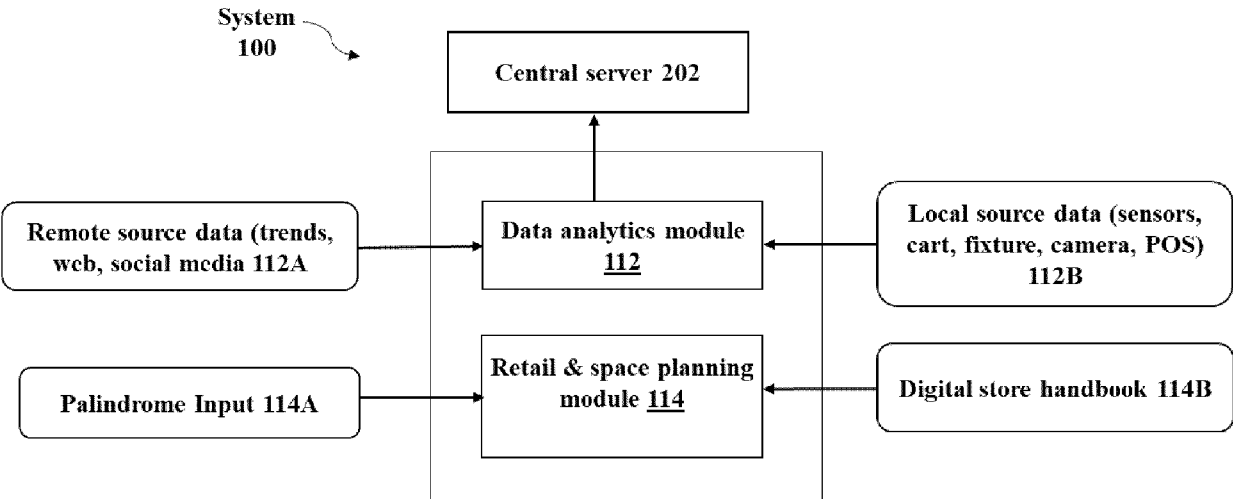 System
100
Central server 202
Remote source data (trends,
web, social media 112A
Data analytics module
112
Local source data (sensors,
cart, fixture, camera, POS)
112B
Palindrome Input 114A
Retail & space planning
module 114
Digital store handbook 114B